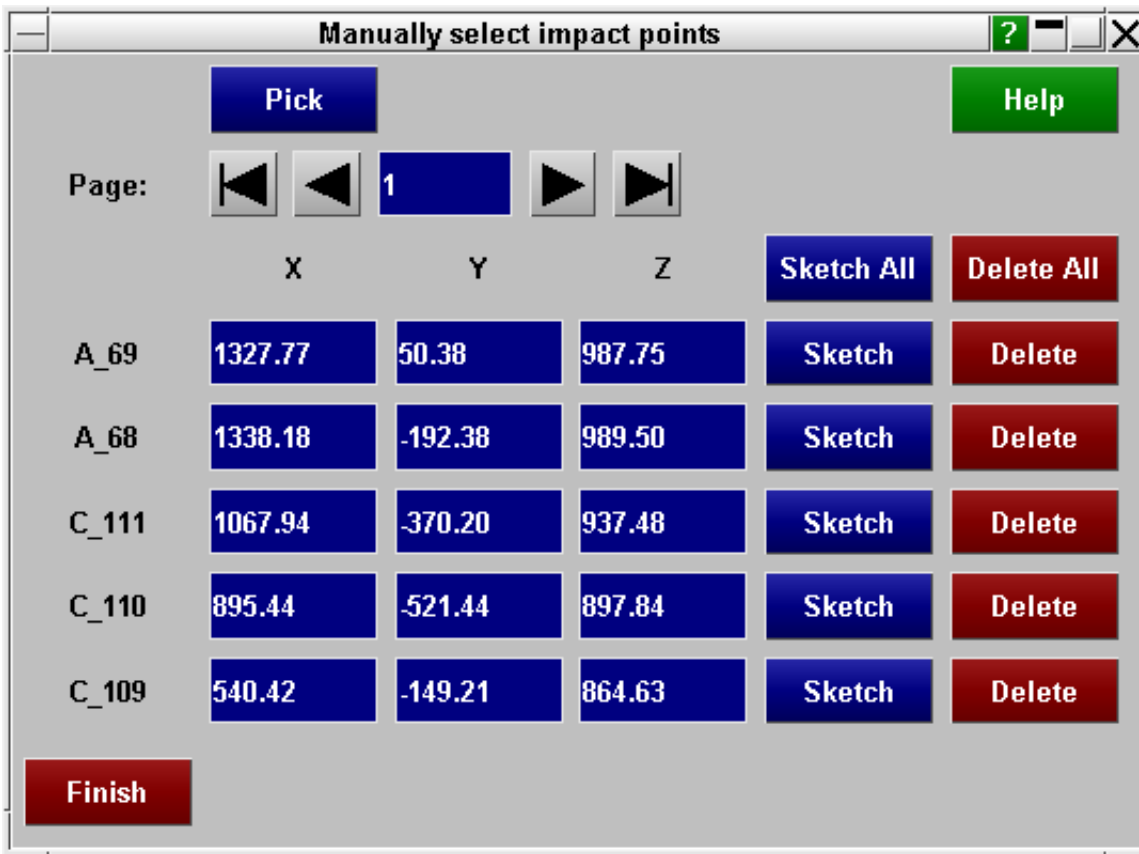 Manually select impact points ?
Pick Help
Page: 1
X Y Z Sketch All Delete All
A_69 1327.77 50.38 987.75 Sketch Delete
A_68 1338.18 -192.38 989.50 Sketch Delete
C_111 1067.94 -370.20 937.48 Sketch Delete
C_110 895.44 -521.44 897.84 Sketch Delete
C_109 540.42 -149.21 864.63 Sketch Delete
Finish